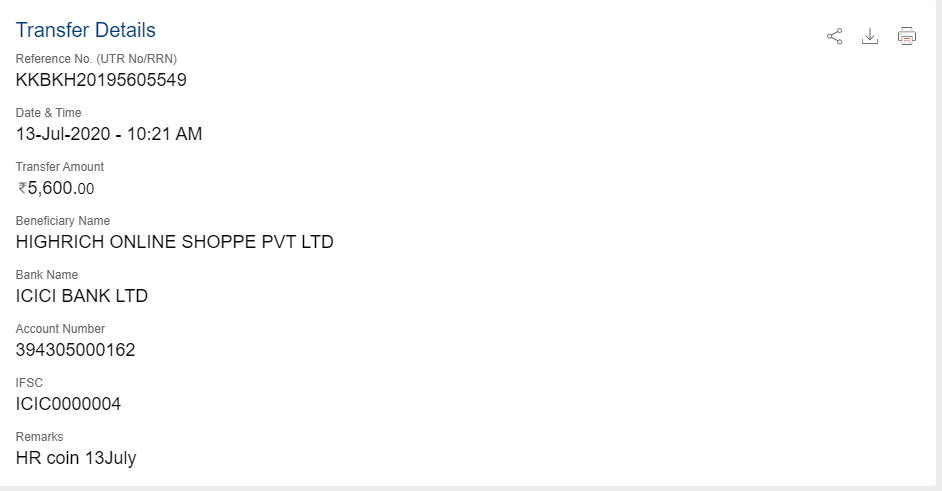 Transfer Details
Reference No. (UTR No/RRN)
KKBKH20195605549
Date & Time
13-Jul-2020 - 10:21 AM
Transfer Amount
₹5,600.00
Beneficiary Name
HIGHRICH ONLINE SHOPPE PVT LTD
Bank Name
ICICI BANK LTD
Account Number
394305000162
IFSC
ICIC0000004
Remarks
HR coin 13July